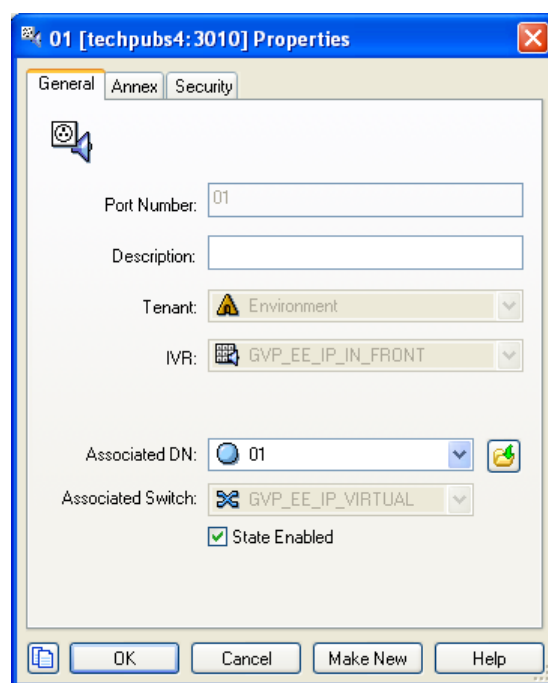 01 [techpubs4:3010] Properties
General Annex Security
Port Number: 01
Description:
Tenant: Environment
IVR: GVP_EE_IP_IN_FRONT
Associated DN: 01
Associated Switch: GVP_EE_IP_VIRTUAL
State Enabled
OK Cancel Make New Help